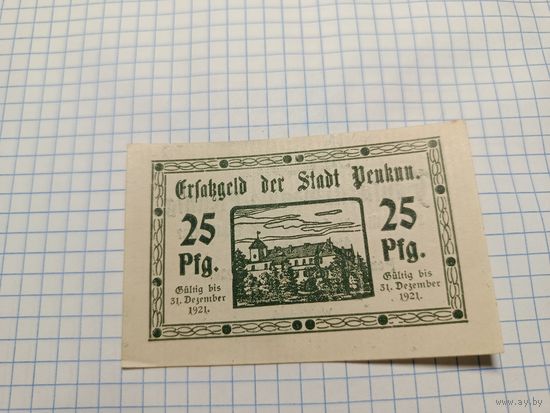 Ersatzgeld der Stadt Penkun.
25
Pfg.
Gültig bis
31. Dezember
1921.
25
Pfg.
Gültig bis
31. Dezember
1921.
www.ay.by